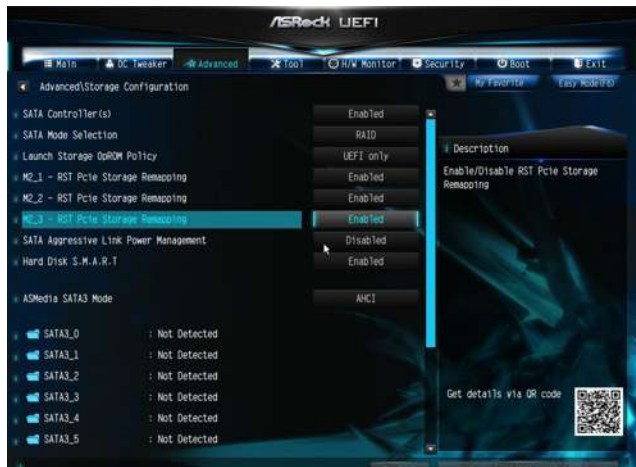 ASRock UEFI
Main OC Tweaker Advanced Tool H/W Monitor Security Boot Exit
Advanced\Storage Configuration
My Favorite Easy Mode(F6)
SATA Controller(s) Enabled
SATA Mode Selection RAID
Launch Storage OpROM Policy UEFI only
M2_1 - RST Pcie Storage Remapping Enabled
M2_2 - RST Pcie Storage Remapping Enabled
M2_3 - RST Pcie Storage Remapping Enabled
SATA Aggressive Link Power Management Disabled
Hard Disk S.M.A.R.T Enabled
ASMedia SATA3 Mode AHCI
SATA3_0 : Not Detected
SATA3_1 : Not Detected
SATA3_2 : Not Detected
SATA3_3 : Not Detected
SATA3_4 : Not Detected
SATA3_5 : Not Detected
Description
Enable/Disable RST Pcie Storage
Remapping
Get details via QR code